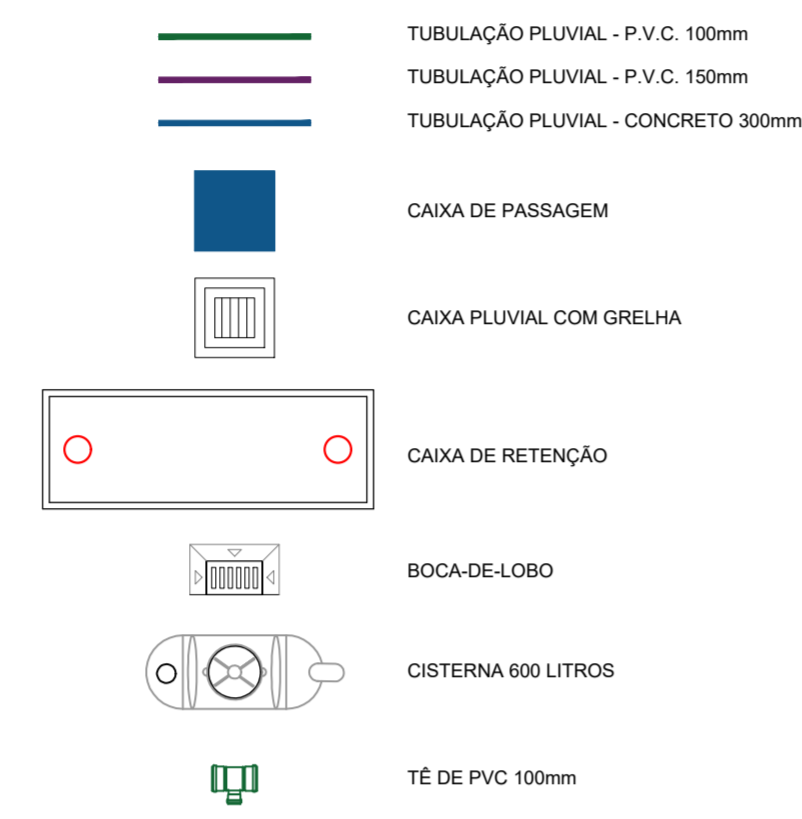 TUBULAÇÃO PLUVIAL - P.V.C. 100mm
TUBULAÇÃO PLUVIAL - P.V.C. 150mm
TUBULAÇÃO PLUVIAL - CONCRETO 300mm
CAIXA DE PASSAGEM
CAIXA PLUVIAL COM GRELHA
CAIXA DE RETENÇÃO
BOCA-DE-LOBO
CISTERNA 600 LITROS
TÊ DE PVC 100mm